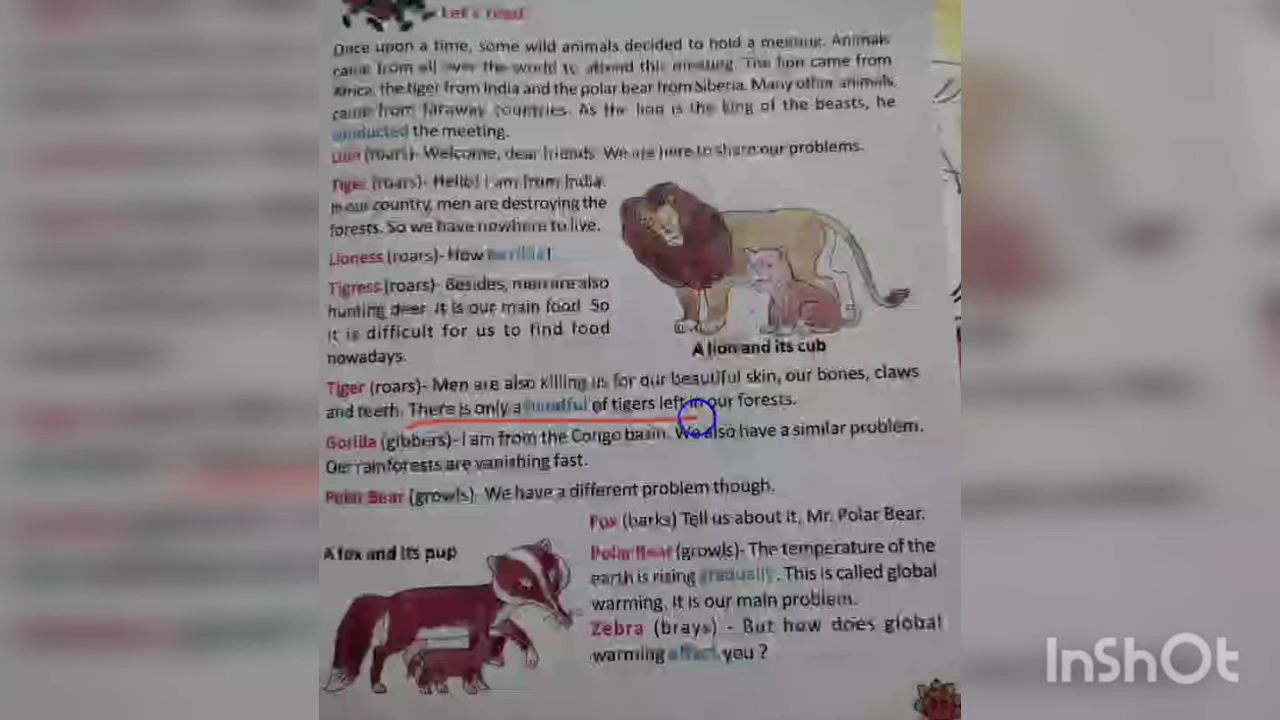 Let's read
Once upon a time, some wild animals decided to hold a meeting. Animals
came from all over the world to attend this meeting. The lion came from
Africa, the tiger from India and the polar bear from Siberia. Many other animals
came from faraway countries. As the lion is the king of the beasts, he
conducted the meeting.
Lion (roars)- Welcome, dear friends. We are here to share our problems.
Tiger (roars)- Hello! I am from India.
In our country, men are destroying the
forests. So we have nowhere to live.
Lioness (roars)- How terrible!
Tigress (roars)- Besides, men are also
hunting deer. It is our main food. So
it is difficult for us to find food
nowadays.
A lion and its cub
Tiger (roars)- Men are also killing us for our beautiful skin, our bones, claws
and teeth. There is only a handful of tigers left in our forests.
Gorilla (gibbers)- I am from the Congo basin. We also have a similar problem.
Our rainforests are vanishing fast.
Polar Bear (growls)- We have a different problem though.
Fox (barks) Tell us about it, Mr. Polar Bear.
A fox and its pup
Polar Bear (growls)- The temperature of the
earth is rising gradually. This is called global
warming. It is our main problem.
Zebra (brays) - But how does global
warming affect you ?
InShOt